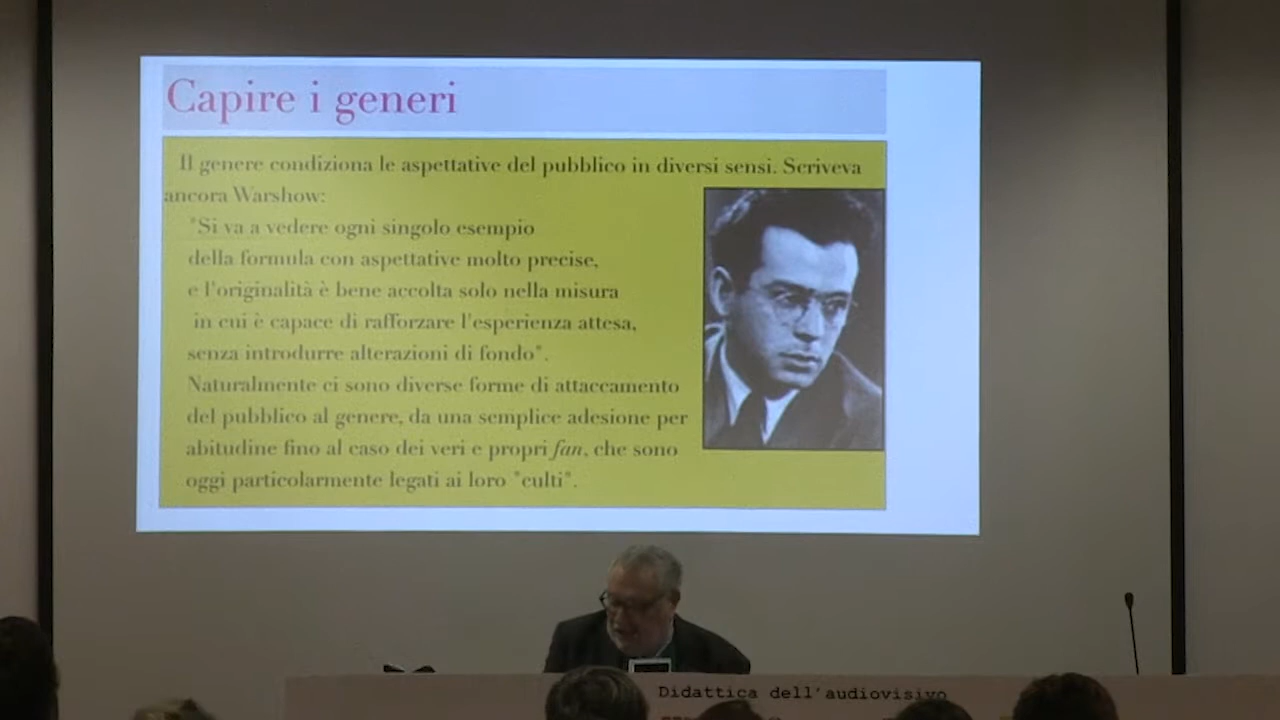 Capire i generi
Il genere condiziona le aspettative del pubblico in diversi sensi. Scriveva
ancora Warshow:
"Si va a vedere ogni singolo esempio
della formula con aspettative molto precise,
e l'originalità è bene accolta solo nella misura
in cui è capace di rafforzare l'esperienza attesa,
senza introdurre alterazioni di fondo".
Naturalmente ci sono diverse forme di attaccamento
del pubblico al genere, da una semplice adesione per
abitudine fino al caso dei veri e propri fan, che sono
oggi particolarmente legati ai loro "culti".
Didattica dell'audiovisivo